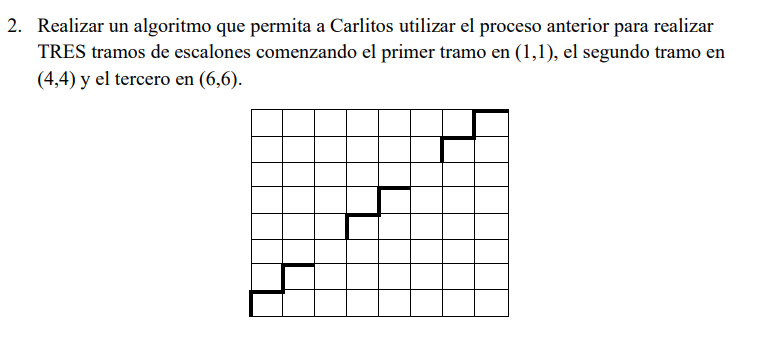 2. Realizar un algoritmo que permita a Carlitos utilizar el proceso anterior para realizar
TRES tramos de escalones comenzando el primer tramo en (1,1), el segundo tramo en
(4,4) y el tercero en (6,6).